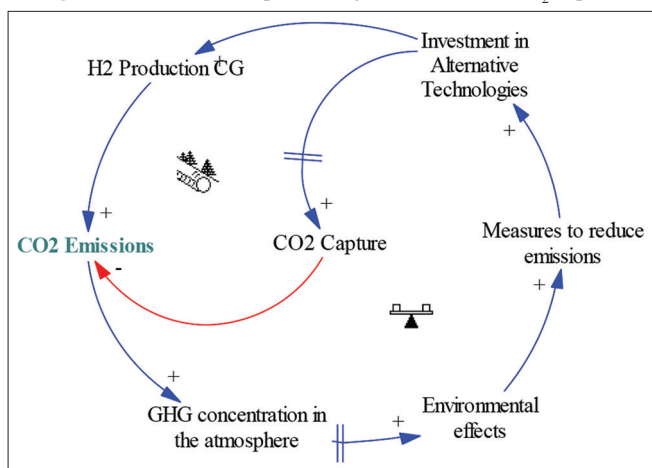 Investment in
Alternative
Technologies
H2 Production CG
+
+
+
+
CO2 Emissions
-
CO2 Capture
Measures to reduce
emissions
+
+
GHG concentration in
the atmosphere
+
Environmental
effects